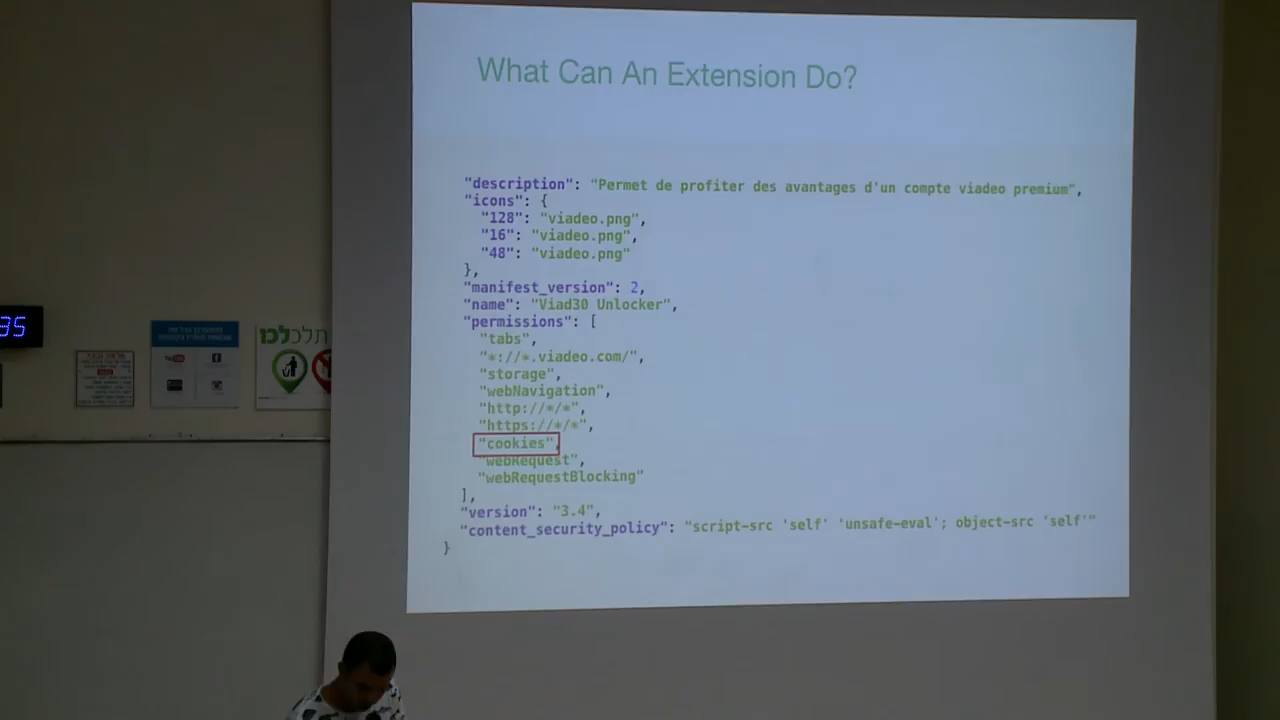 What Can An Extension Do?
"description": "Permet de profiter des avantages d'un compte viadeo premium",
"icons": {
"128": "viadeo.png",
"16": "viadeo.png",
"48": "viadeo.png"
},
"manifest_version": 2,
"name": "Viad30 Unlocker",
"permissions": [
"tabs",
"*://*.viadeo.com/",
"storage",
"webNavigation",
"http://*/*",
"https://*/*",
"cookies",
"webRequest",
"webRequestBlocking"
],
"version": "3.4",
"content_security_policy": "script-src 'self' 'unsafe-eval'; object-src 'self'"
}
35
תלכלכו